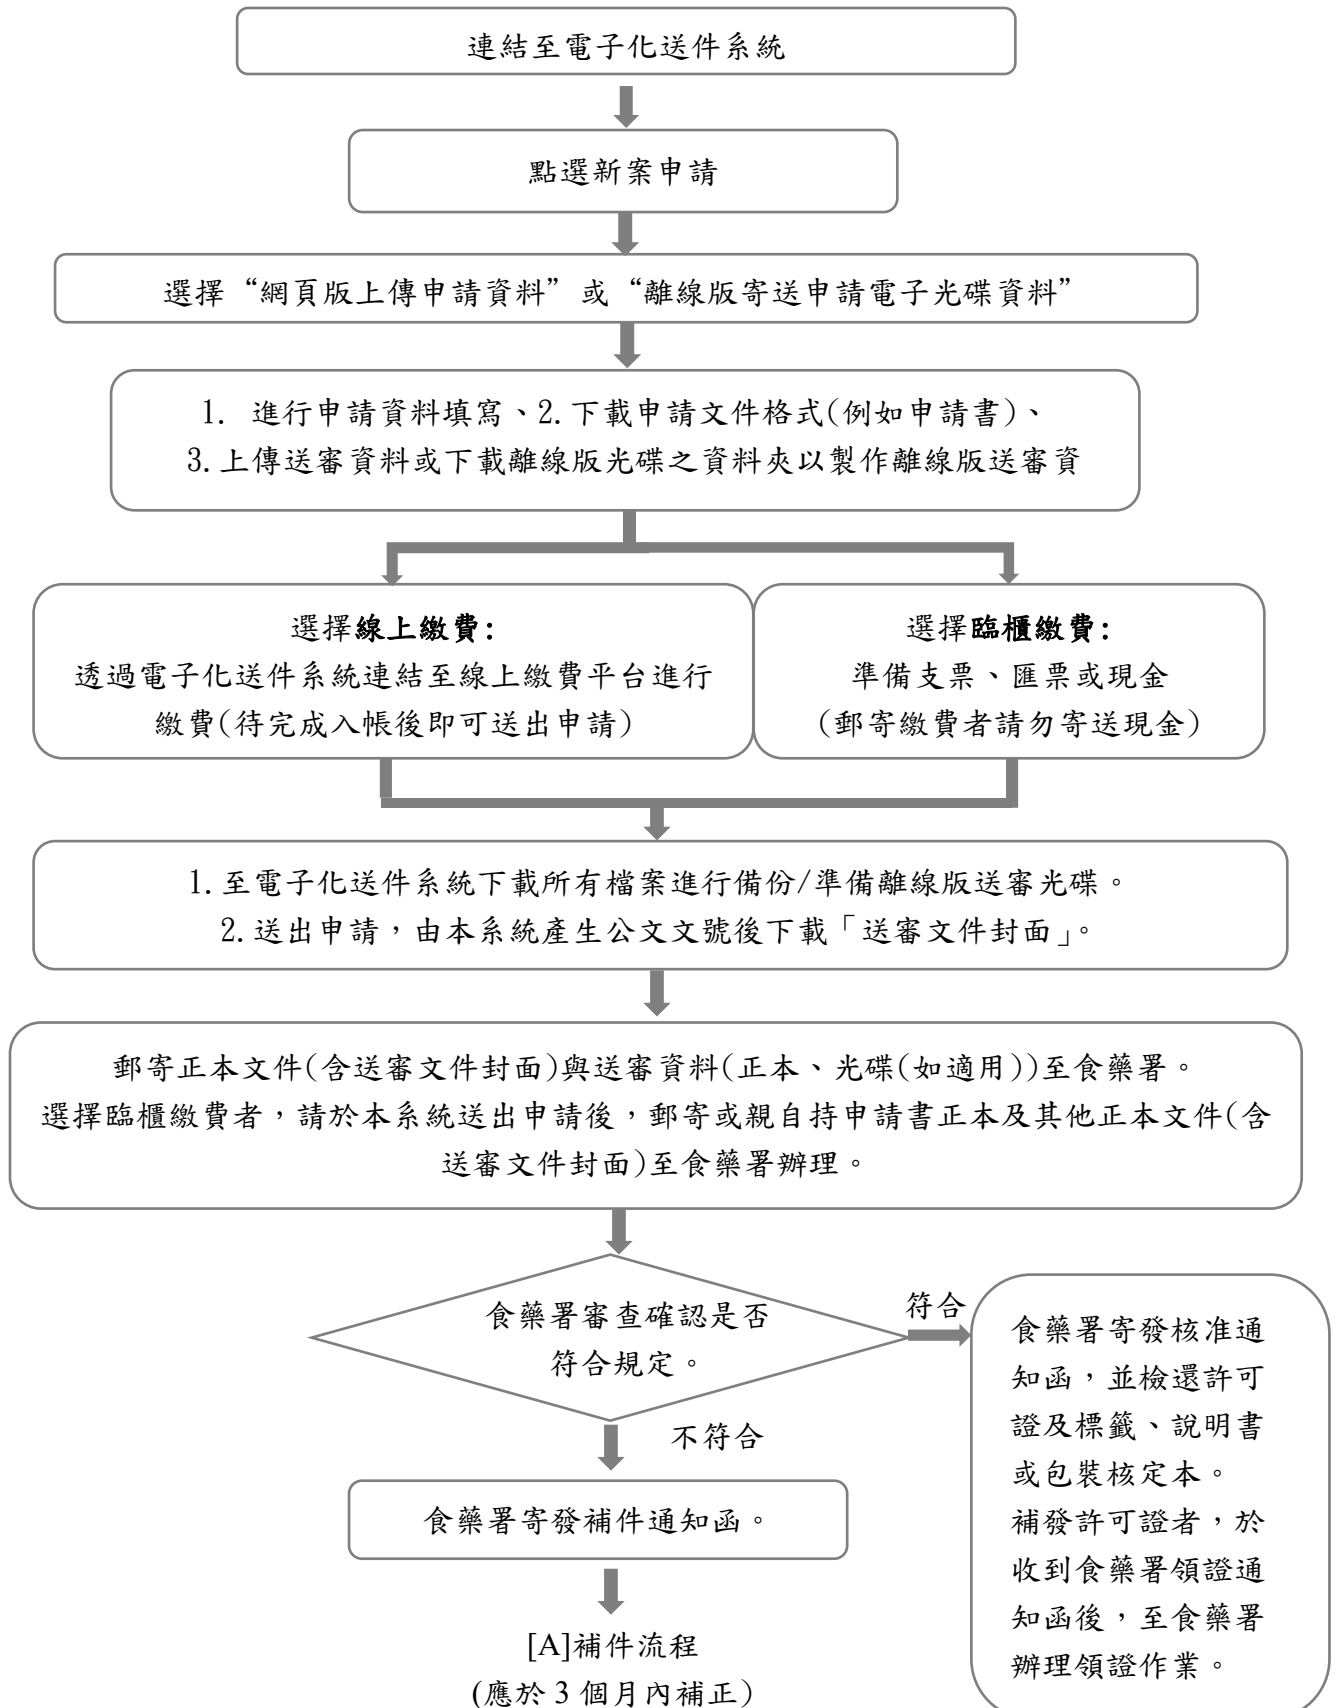 連結至電子化送件系統
點選新案申請
選擇“網頁版上傳申請資料”或“離線版寄送申請電子光碟資料”
1. 進行申請資料填寫、2.下載申請文件格式(例如申請書)、
3.上傳送審資料或下載離線版光碟之資料夾以製作離線版送審資
選擇線上繳費:
透過電子化送件系統連結至線上繳費平台進行
繳費(待完成入帳後即可送出申請)
選擇臨櫃繳費:
準備支票、匯票或現金
(郵寄繳費者請勿寄送現金)
1.至電子化送件系統下載所有檔案進行備份/準備離線版送審光碟。
2.送出申請，由本系統產生公文文號後下載「送審文件封面」。
郵寄正本文件(含送審文件封面)與送審資料(正本、光碟(如適用))至食藥署。
選擇臨櫃繳費者，請於本系統送出申請後，郵寄或親自持申請書正本及其他正本文件(含
送審文件封面)至食藥署辦理。
食藥署審查確認是否
符合規定。
符合
食藥署寄發核准通
知函，並檢還許可
證及標籤、說明書
或包裝核定本。
補發許可證者，於
收到食藥署領證通
知函後，至食藥署
辦理領證作業。
不符合
食藥署寄發補件通知函。
[A]補件流程
(應於 3 個月內補正)